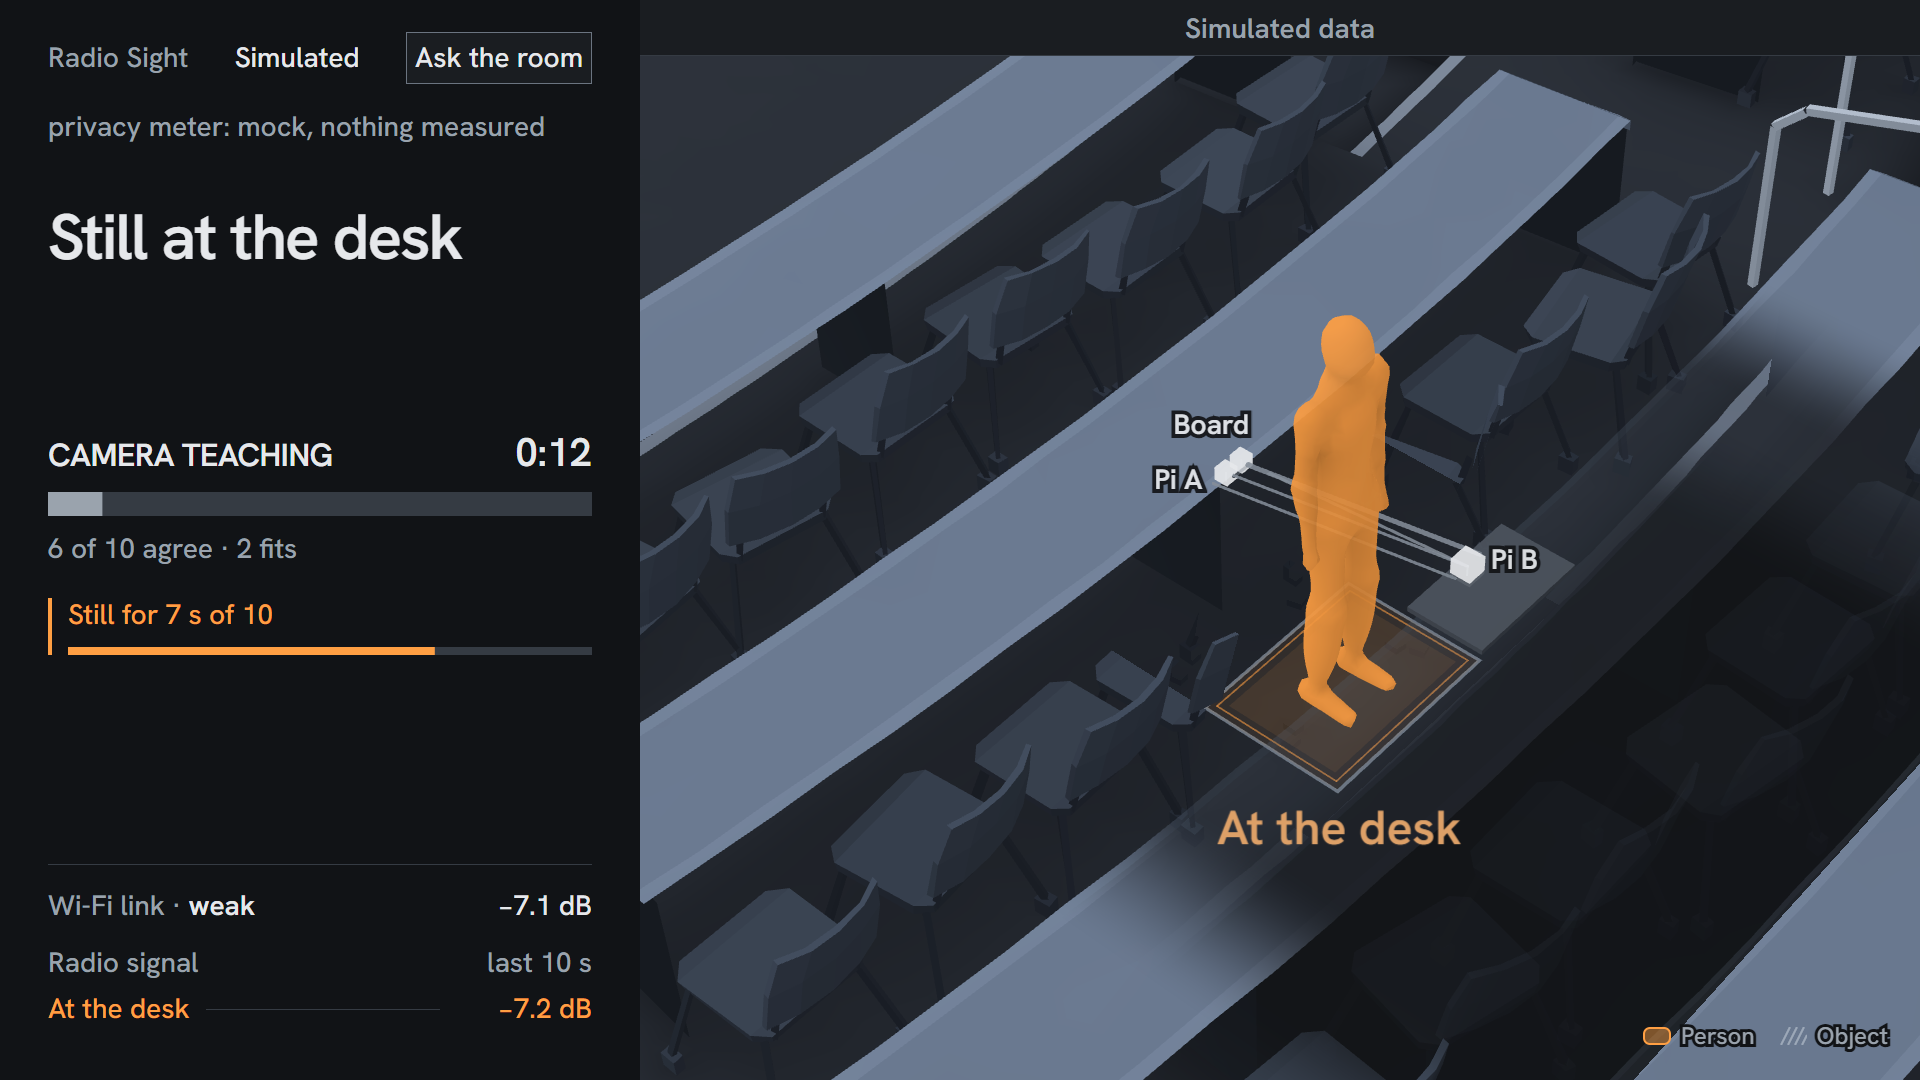 Radio Sight Simulated Ask the room
privacy meter: mock, nothing measured
Still at the desk
CAMERA TEACHING 0:12
6 of 10 agree · 2 fits
Still for 7 s of 10
Wi-Fi link · weak −7.1 dB
Radio signal last 10 s
At the desk −7.2 dB
Simulated data
Board
Pi A
Pi B
At the desk
Person Object